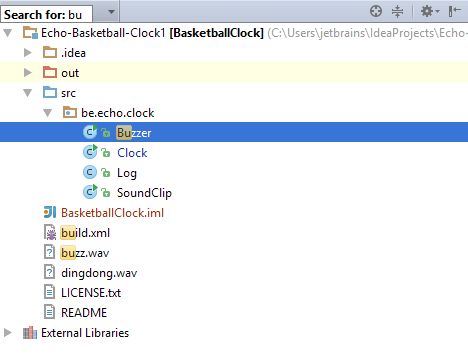 Search for: bu
Echo-Basketball-Clock1 [BasketballClock] (C:\Users\jetbrains\IdeaProjects\Echo-
.idea
out
src
be.echo.clock
Buzzer
Clock
Log
SoundClip
BasketballClock.iml
build.xml
buzz.wav
dingdong.wav
LICENSE.txt
README
External Libraries